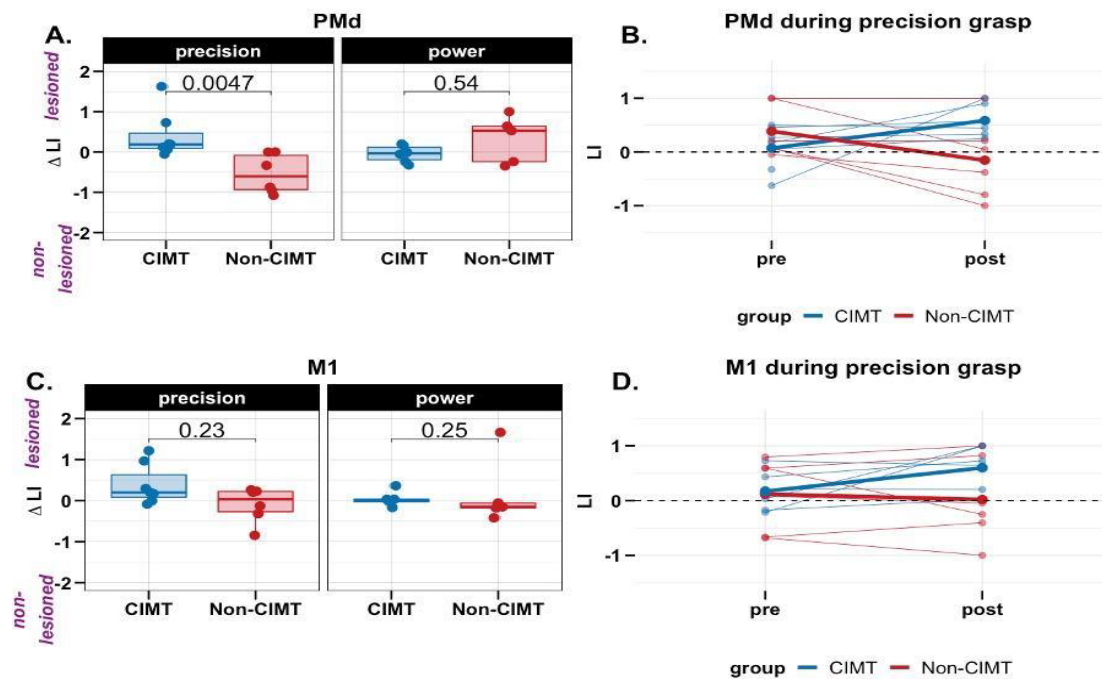 PMd
A.
precision
power
lesioned
2
1
0
-1
-2
Δ LI
non-
lesioned
0.0047
0.54
CIMT
Non-CIMT
CIMT
Non-CIMT
PMd during precision grasp
B.
LI
1
0
-1
pre
post
group CIMT Non-CIMT
M1
C.
precision
power
lesioned
2
1
0
-1
-2
Δ LI
non-
lesioned
0.23
0.25
CIMT
Non-CIMT
CIMT
Non-CIMT
M1 during precision grasp
D.
LI
1
0
-1
pre
post
group CIMT Non-CIMT